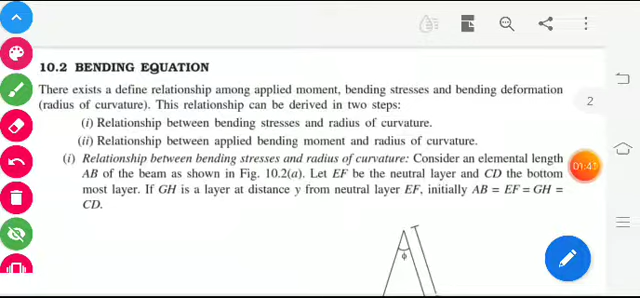 10.2 BENDING EQUATION
There exists a define relationship among applied moment, bending stresses and bending deformation
(radius of curvature). This relationship can be derived in two steps:
(i) Relationship between bending stresses and radius of curvature.
(ii) Relationship between applied bending moment and radius of curvature.
(i) Relationship between bending stresses and radius of curvature: Consider an elemental length
AB of the beam as shown in Fig. 10.2(a). Let EF be the neutral layer and CD the bottom
most layer. If GH is a layer at distance y from neutral layer EF, initially AB = EF = GH =
CD.
2
01:41
ϕ